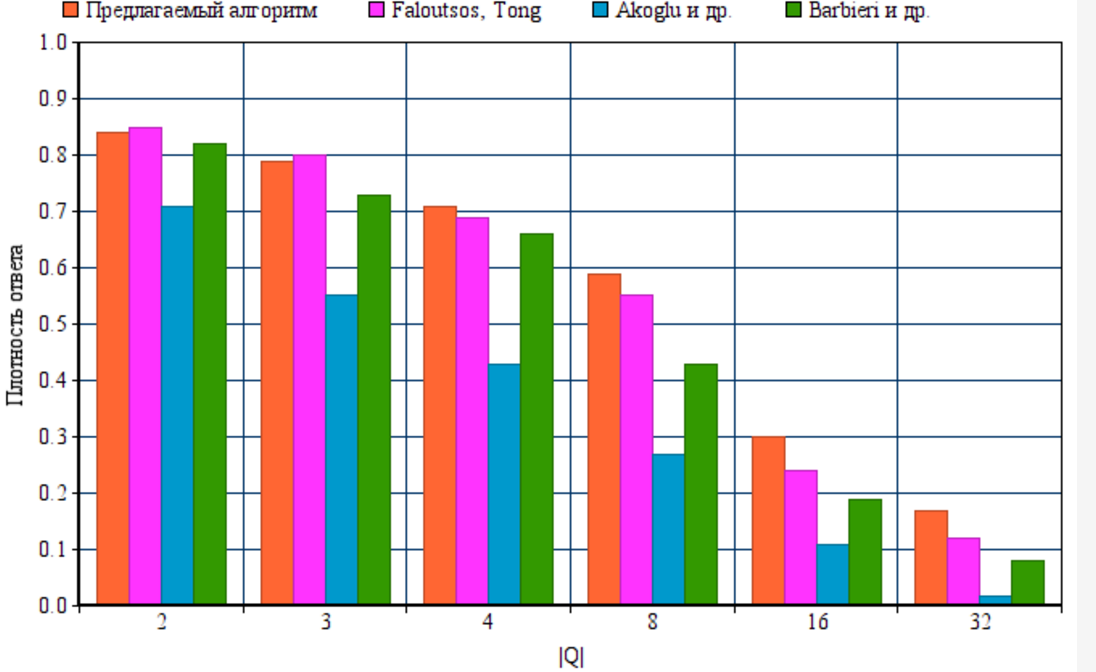 Предлагаемый алгоритм Faloutsos, Tong Akoglu и др. Barbieri и др.
1.0
0.9
0.8
0.7
0.6
0.5
0.4
0.3
0.2
0.1
0.0
Плотность ответа
2 3 4 8 16 32
|Q|